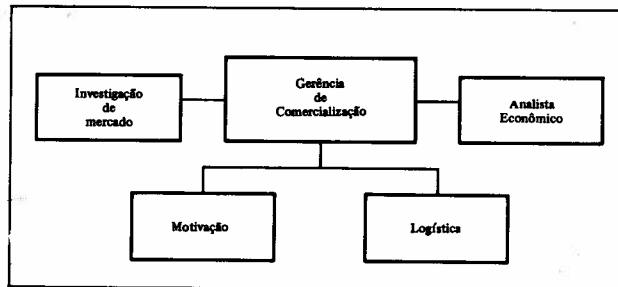 Investigação
de
mercado
Gerência
de
Comercialização
Analista
Econômico
Motivação
Logística